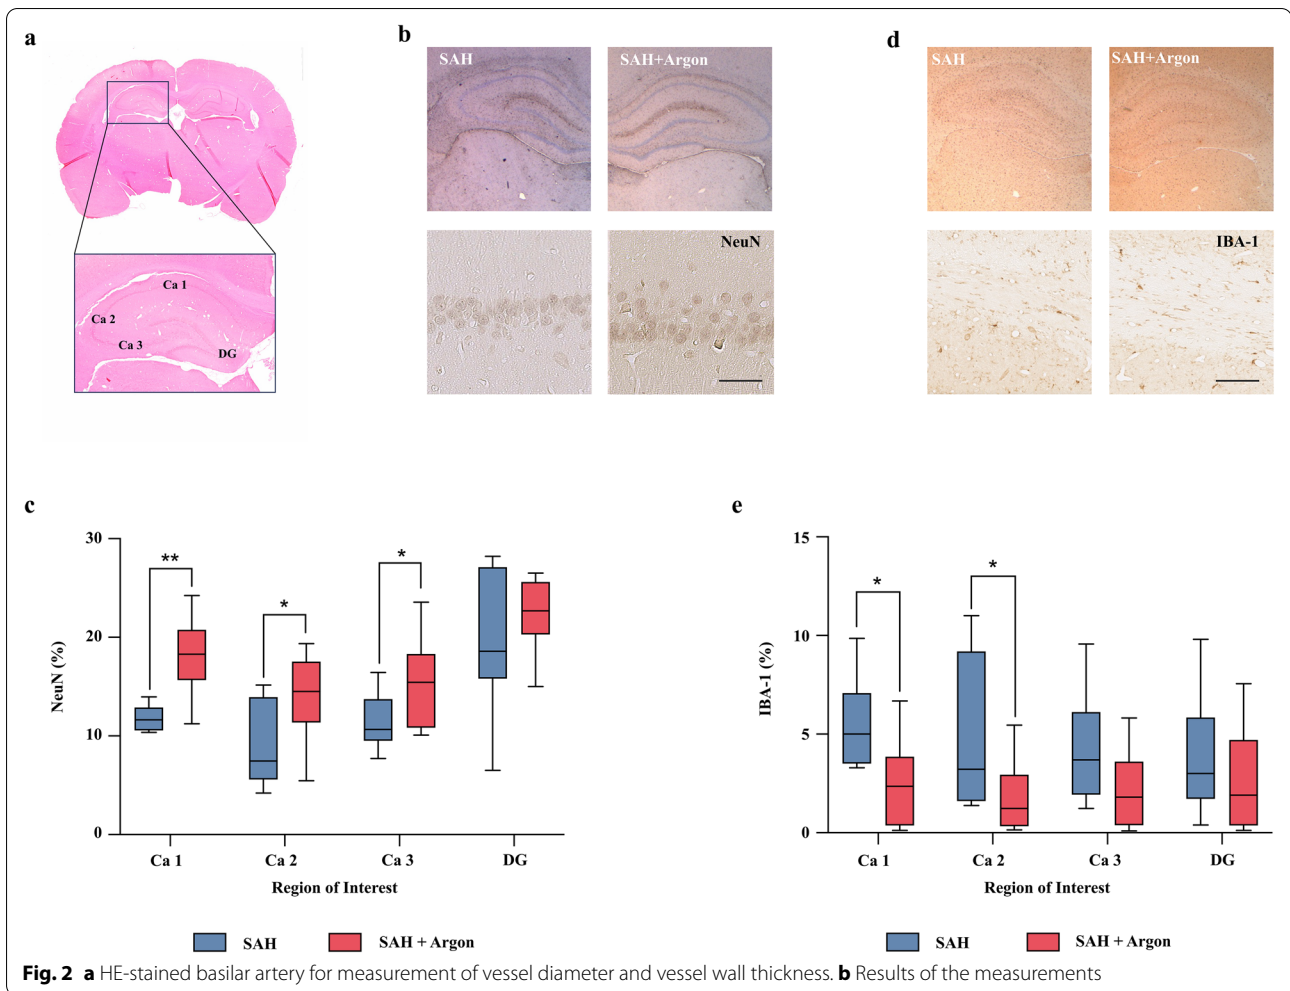 a
Ca 1
Ca 2
Ca 3
DG
b
SAH
SAH+Argon
NeuN
d
SAH
SAH+Argon
IBA-1
c
NeuN (%)
30
20
10
0
**
*
*
Ca 1
Ca 2
Ca 3
DG
Region of Interest
SAH
SAH + Argon
e
IBA-1 (%)
15
10
5
0
*
*
Ca 1
Ca 2
Ca 3
DG
Region of Interest
SAH
SAH + Argon
Fig. 2 a HE-stained basilar artery for measurement of vessel diameter and vessel wall thickness. b Results of the measurements